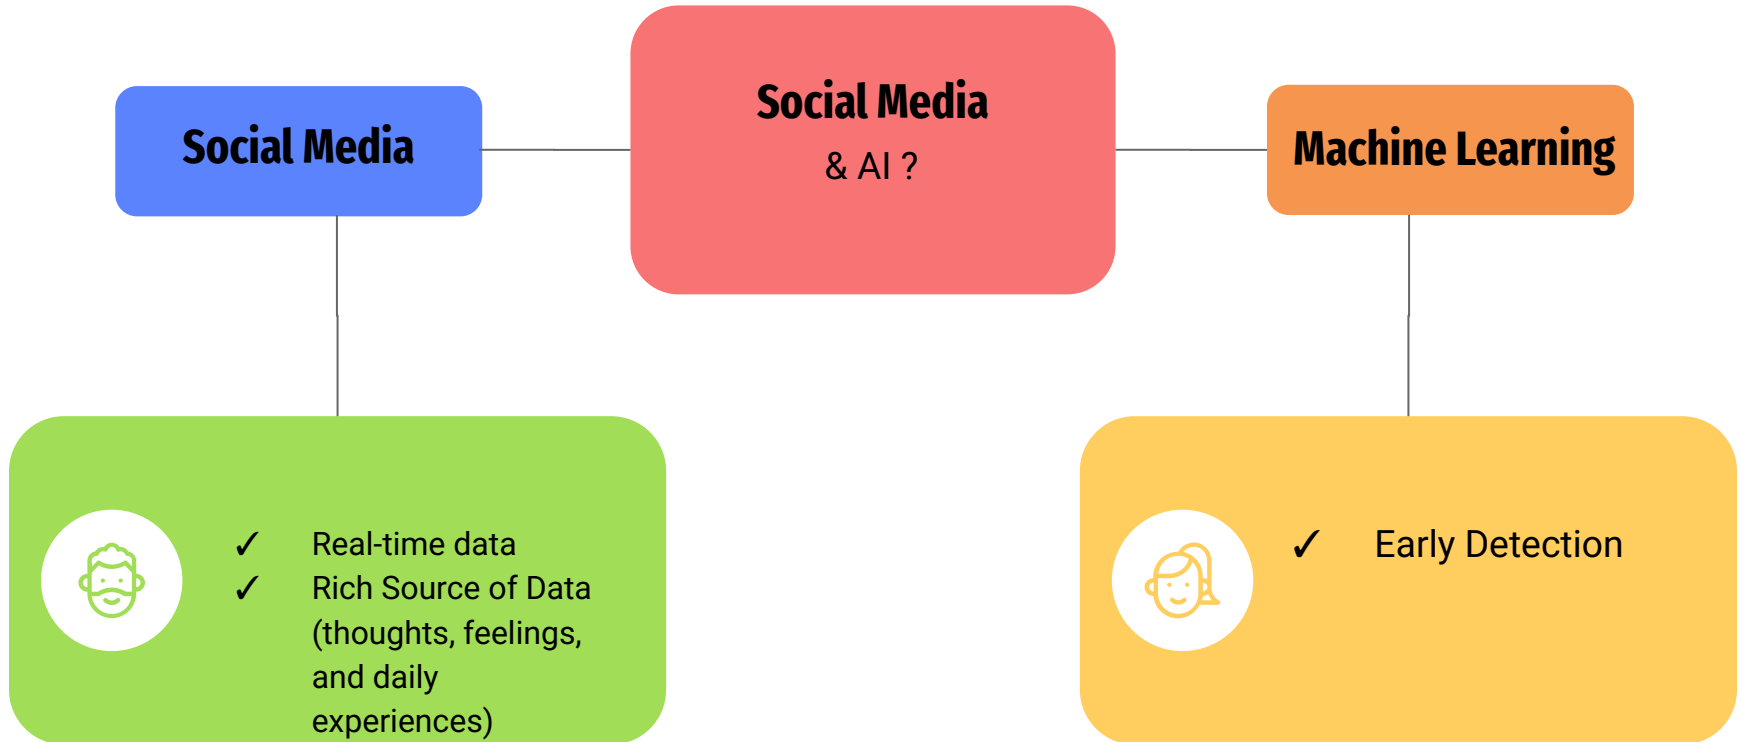 Social Media
& AI ?
Social Media
Machine Learning
✓ Real-time data
✓ Rich Source of Data
(thoughts, feelings,
and daily
experiences)
✓ Early Detection